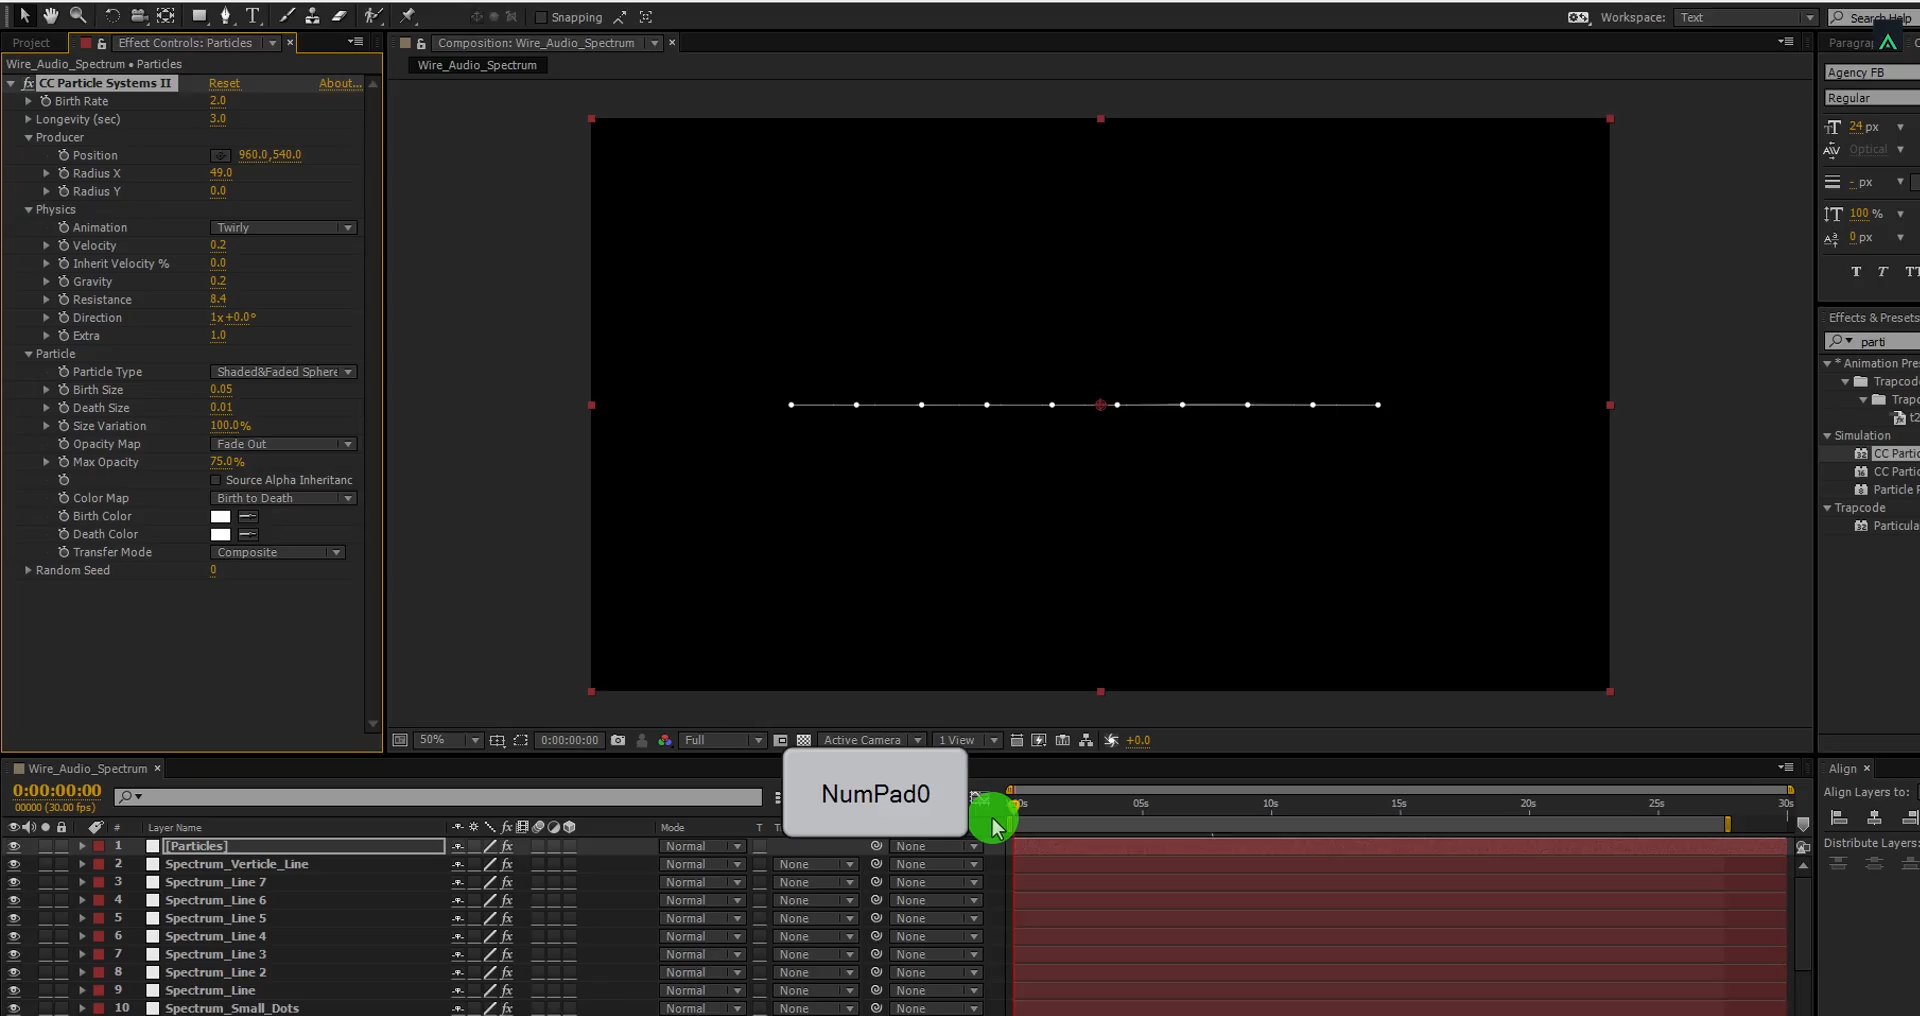 Snapping
Workspace: Text
Search Help
Project
Effect Controls: Particles
Composition: Wire_Audio_Spectrum
Wire_Audio_Spectrum • Particles
Wire_Audio_Spectrum
fx CC Particle Systems II Reset About...
Birth Rate 2.0
Longevity (sec) 3.0
Producer
Position 960.0,540.0
Radius X 49.0
Radius Y 0.0
Physics
Animation Twirly
Velocity 0.2
Inherit Velocity % 0.0
Gravity 0.2
Resistance 8.4
Direction 1x+0.0°
Extra 1.0
Particle
Particle Type Shaded&Faded Sphere
Birth Size 0.05
Death Size 0.01
Size Variation 100.0%
Opacity Map Fade Out
Max Opacity 75.0%
Source Alpha Inheritanc
Color Map Birth to Death
Birth Color
Death Color
Transfer Mode Composite
Random Seed 0
50% 0:00:00:00 Full Active Camera 1 View +0.0
Paragrap
Agency FB
Regular
24 px
Optical
- px
100 %
0 px
T T TT
Effects & Presets
parti
* Animation Pre
Trapcod
Trapc
t2
Simulation
CC Partic
CC Partic
Particle P
Trapcode
Particula
NumPad0
Wire_Audio_Spectrum
0:00:00:00
00000 (30.00 fps)
# Layer Name fx Mode T
05s 10s 15s 20s 25s 30s
1 [Particles] fx Normal None
2 Spectrum_Verticle_Line fx Normal None None
3 Spectrum_Line 7 fx Normal None None
4 Spectrum_Line 6 fx Normal None None
5 Spectrum_Line 5 fx Normal None None
6 Spectrum_Line 4 fx Normal None None
7 Spectrum_Line 3 fx Normal None None
8 Spectrum_Line 2 fx Normal None None
9 Spectrum_Line fx Normal None None
10 Spectrum_Small_Dots fx Normal None None
Align
Align Layers to:
Distribute Layers: